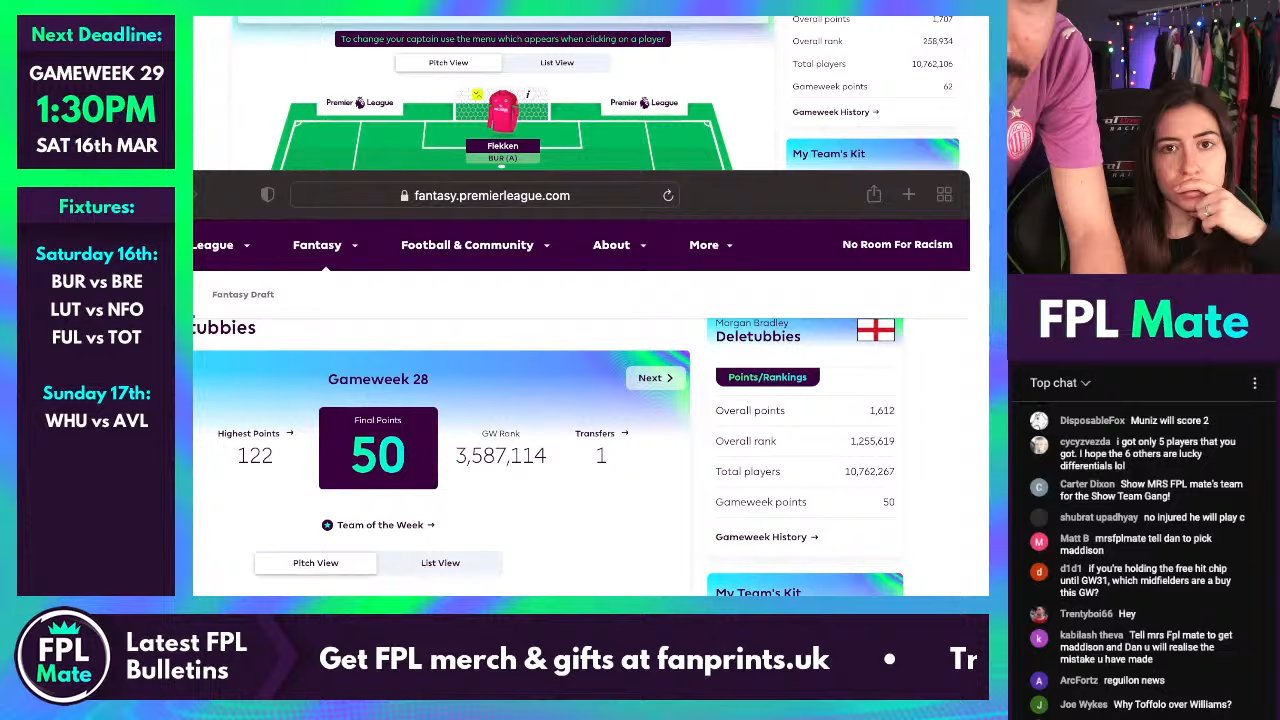 Next Deadline:
GAMEWEEK 29
1:30PM
SAT 16th MAR
Fixtures:
Saturday 16th:
BUR vs BRE
LUT vs NFO
FUL vs TOT
Sunday 17th:
WHU vs AVL
To change your captain use the menu which appears when clicking on a player
Pitch View
List View
Premier League
Premier League
Flekken
BUR (A)
Overall points 1,707
Overall rank 258,934
Total players 10,762,106
Gameweek points 62
Gameweek History →
My Team's Kit
fantasy.premierleague.com
League
Fantasy
Football & Community
About
More
No Room For Racism
Fantasy Draft
tubbies
Gameweek 28
Next
Highest Points →
122
Final Points
50
GW Rank
3,587,114
Transfers →
1
Team of the Week →
Pitch View
List View
Morgan Bradley
Deletubbies
Points/Rankings
Overall points 1,612
Overall rank 1,255,619
Total players 10,762,267
Gameweek points 50
Gameweek History →
My Team's Kit
FPL Mate
Top chat
DisposableFox Muniz will score 2
cycyzvezda i got only 5 players that you
got. I hope the 6 others are lucky
differentials lol
Carter Dixon Show MRS FPL mate's team
for the Show Team Gang!
shubrat upadhyay no injured he will play c
Matt B mrsfplmate tell dan to pick
maddison
d1d1 if you're holding the free hit chip
until GW31, which midfielders are a buy
this GW?
Trentyboi66 Hey
kabilash theva Tell mrs Fpl mate to get
maddison and Dan u will realise the
mistake u have made
ArcFortz reguilon news
Joe Wykes Why Toffolo over Williams?
FPL
Mate
Latest FPL
Bulletins
Get FPL merch & gifts at fanprints.uk • Tr